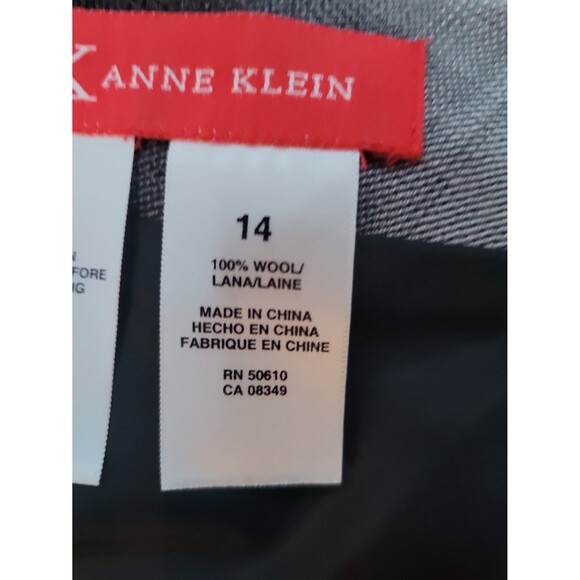 K ANNE KLEIN
14
100% WOOL/
LANA/LAINE
MADE IN CHINA
HECHO EN CHINA
FABRIQUE EN CHINE
RN 50610
CA 08349